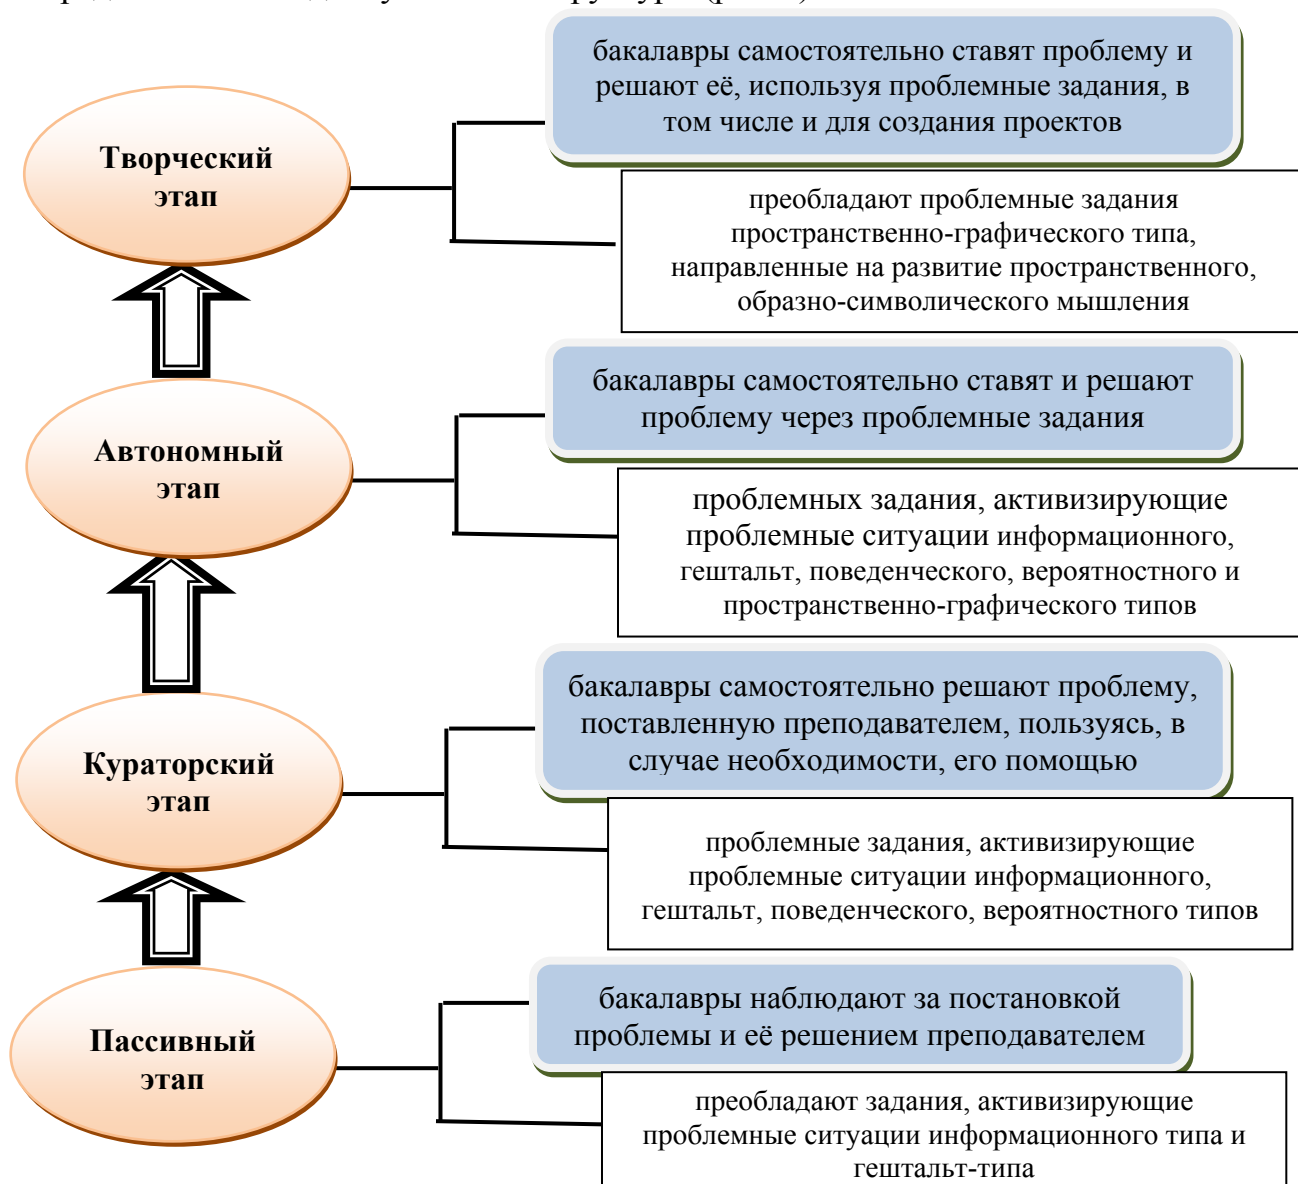 Творческий
этап
бакалавры самостоятельно ставят проблему и
решают её, используя проблемные задания, в
том числе и для создания проектов
преобладают проблемные задания
пространственно-графического типа,
направленные на развитие пространственного,
образно-символического мышления
Автономный
этап
бакалавры самостоятельно ставят и решают
проблему через проблемные задания
проблемных задания, активизирующие
проблемные ситуации информационного,
гештальт, поведенческого, вероятностного и
пространственно-графического типов
Кураторский
этап
бакалавры самостоятельно решают проблему,
поставленную преподавателем, пользуясь, в
случае необходимости, его помощью
проблемные задания, активизирующие
проблемные ситуации информационного,
гештальт, поведенческого, вероятностного типов
Пассивный
этап
бакалавры наблюдают за постановкой
проблемы и её решением преподавателем
преобладают задания, активизирующие
проблемные ситуации информационного типа и
гештальт-типа